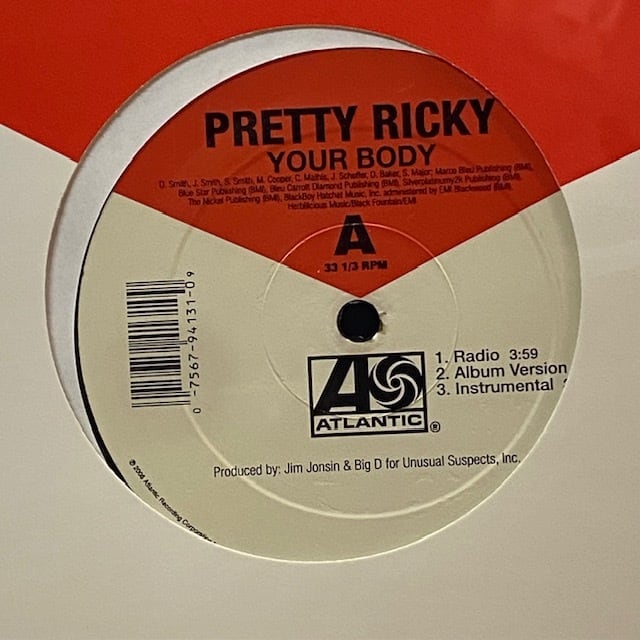 PRETTY RICKY
YOUR BODY
D. Smith, J. Smith, S. Smith, M. Cooper, C. Mathis, J. Scheffer, D. Baker, S. Major; Marco Bleu Publishing (BMI),
Blue Star Publishing (BMI), Bleu Carrott Diamond Publishing (BMI), Silverplatinumy2k Publishing (BMI),
The Nickel Publishing (BMI), BlackBoy Hatchet Music, Inc. administered by EMI Blackwood (BMI),
Herbilicious Music/Black Fountain/EMI
A
33 1/3 RPM
0 -7567-94131-0 9
1. Radio 3:59
2. Album Version
3. Instrumental
ATLANTIC ®
Produced by: Jim Jonsin & Big D for Unusual Suspects, Inc.
Atlantic Recording